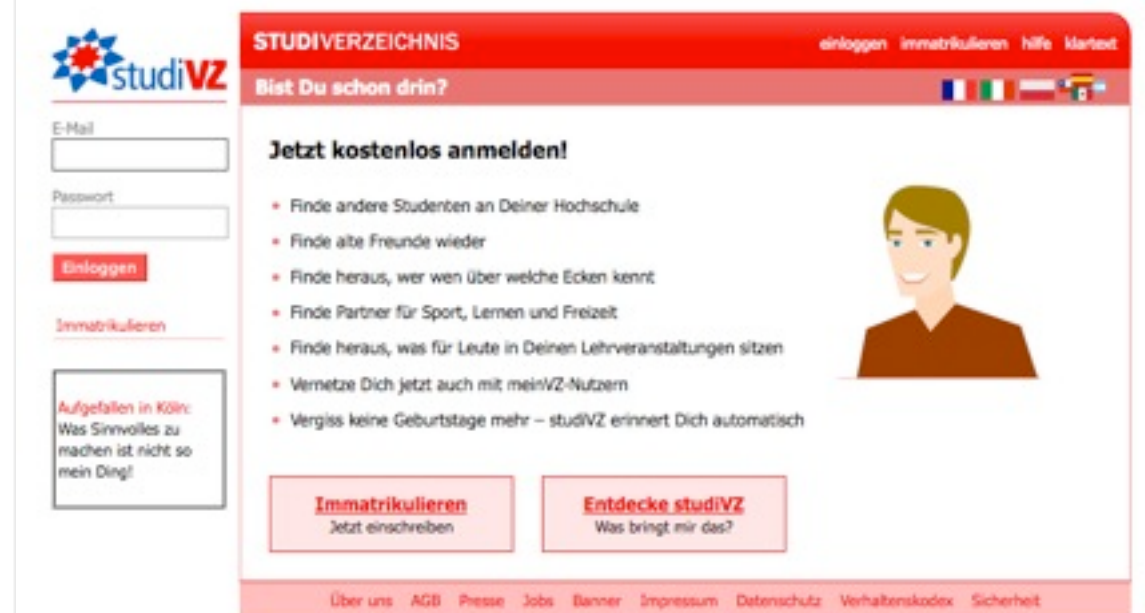 studiVZ
STUDIVERZEICHNIS
einloggen immatrikulieren hilfe klartext
Bist Du schon drin?
E-Mail
Passwort
Einloggen
Immatrikulieren
Aufgefallen in Köln:
Was Sinnvolles zu
machen ist nicht so
mein Ding!
Jetzt kostenlos anmelden!
Finde andere Studenten an Deiner Hochschule
Finde alte Freunde wieder
Finde heraus, wer wen über welche Ecken kennt
Finde Partner für Sport, Lernen und Freizeit
Finde heraus, was für Leute in Deinen Lehrveranstaltungen sitzen
Vernetze Dich jetzt auch mit meinVZ-Nutzern
Vergiss keine Geburtstage mehr – studiVZ erinnert Dich automatisch
Immatrikulieren
Jetzt einschreiben
Entdecke studiVZ
Was bringt mir das?
Über uns AGB Presse Jobs Banner Impressum Datenschutz Verhaltenskodex Sicherheit